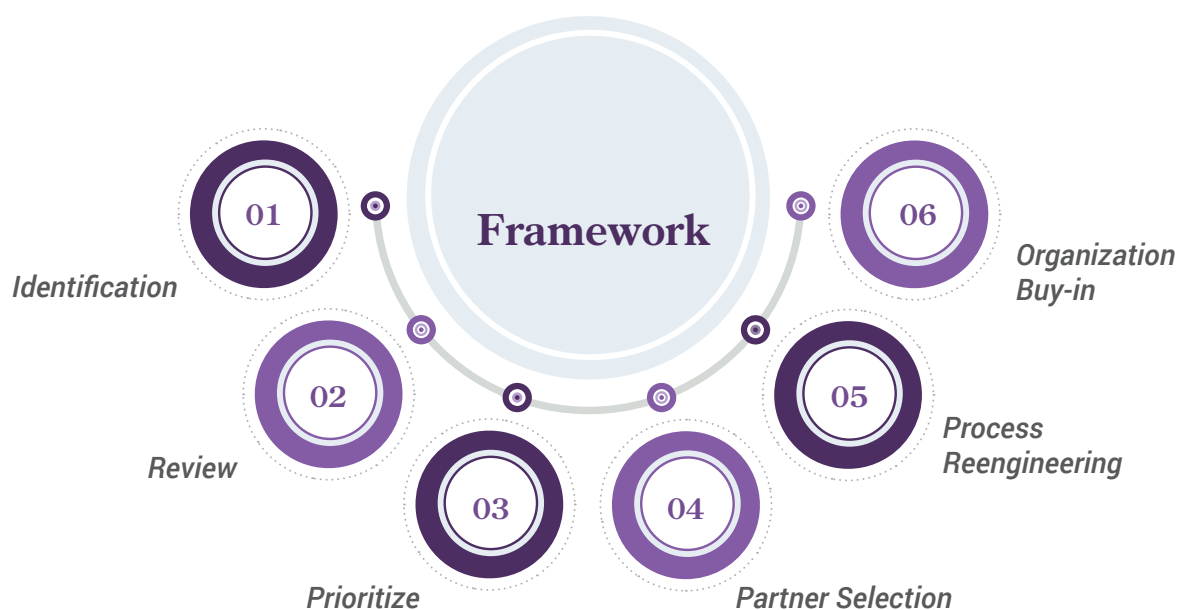 Framework
01
Identification
02
Review
03
Prioritize
04
Partner Selection
05
Process
Reengineering
06
Organization
Buy-in